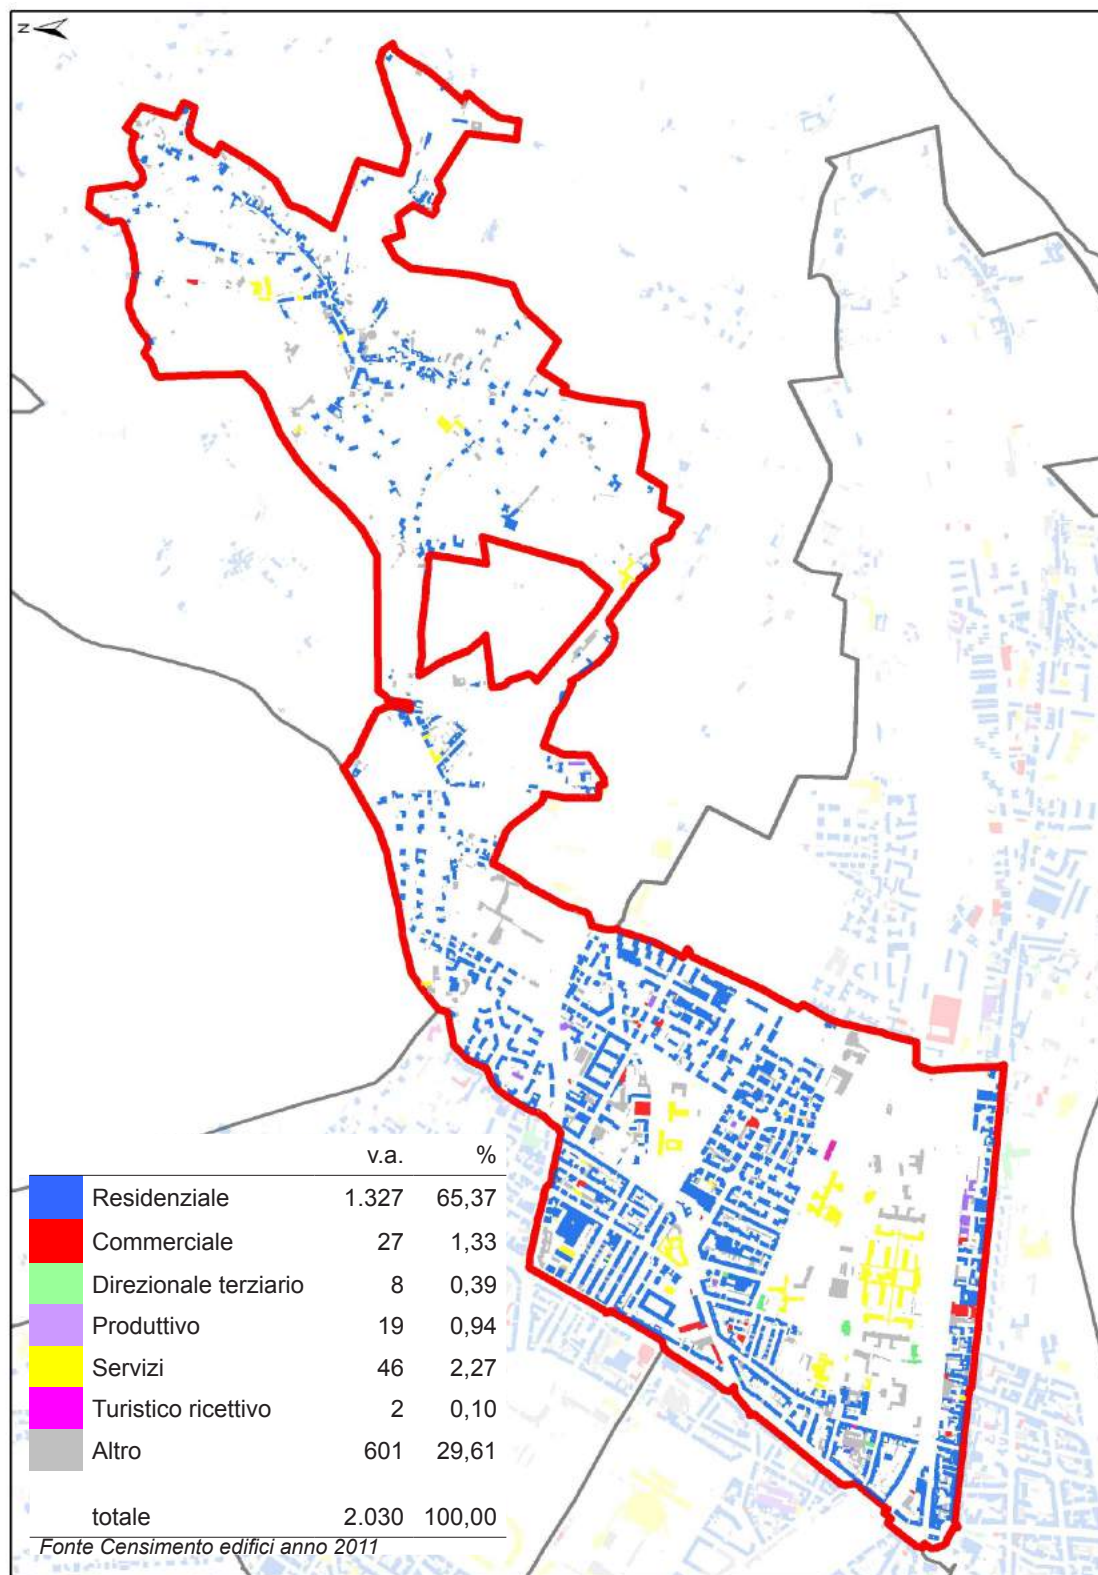 N
v.a. %
Residenziale 1.327 65,37
Commerciale 27 1,33
Direzionale terziario 8 0,39
Produttivo 19 0,94
Servizi 46 2,27
Turistico ricettivo 2 0,10
Altro 601 29,61
totale 2.030 100,00
Fonte Censimento edifici anno 2011